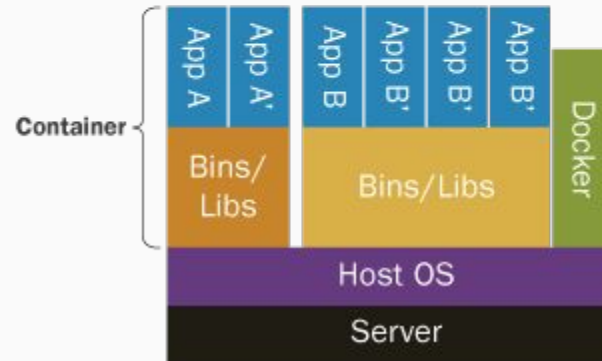 Container
App A
App A'
App B
App B'
App B'
App B'
Docker
Bins/
Libs
Bins/Libs
Host OS
Server